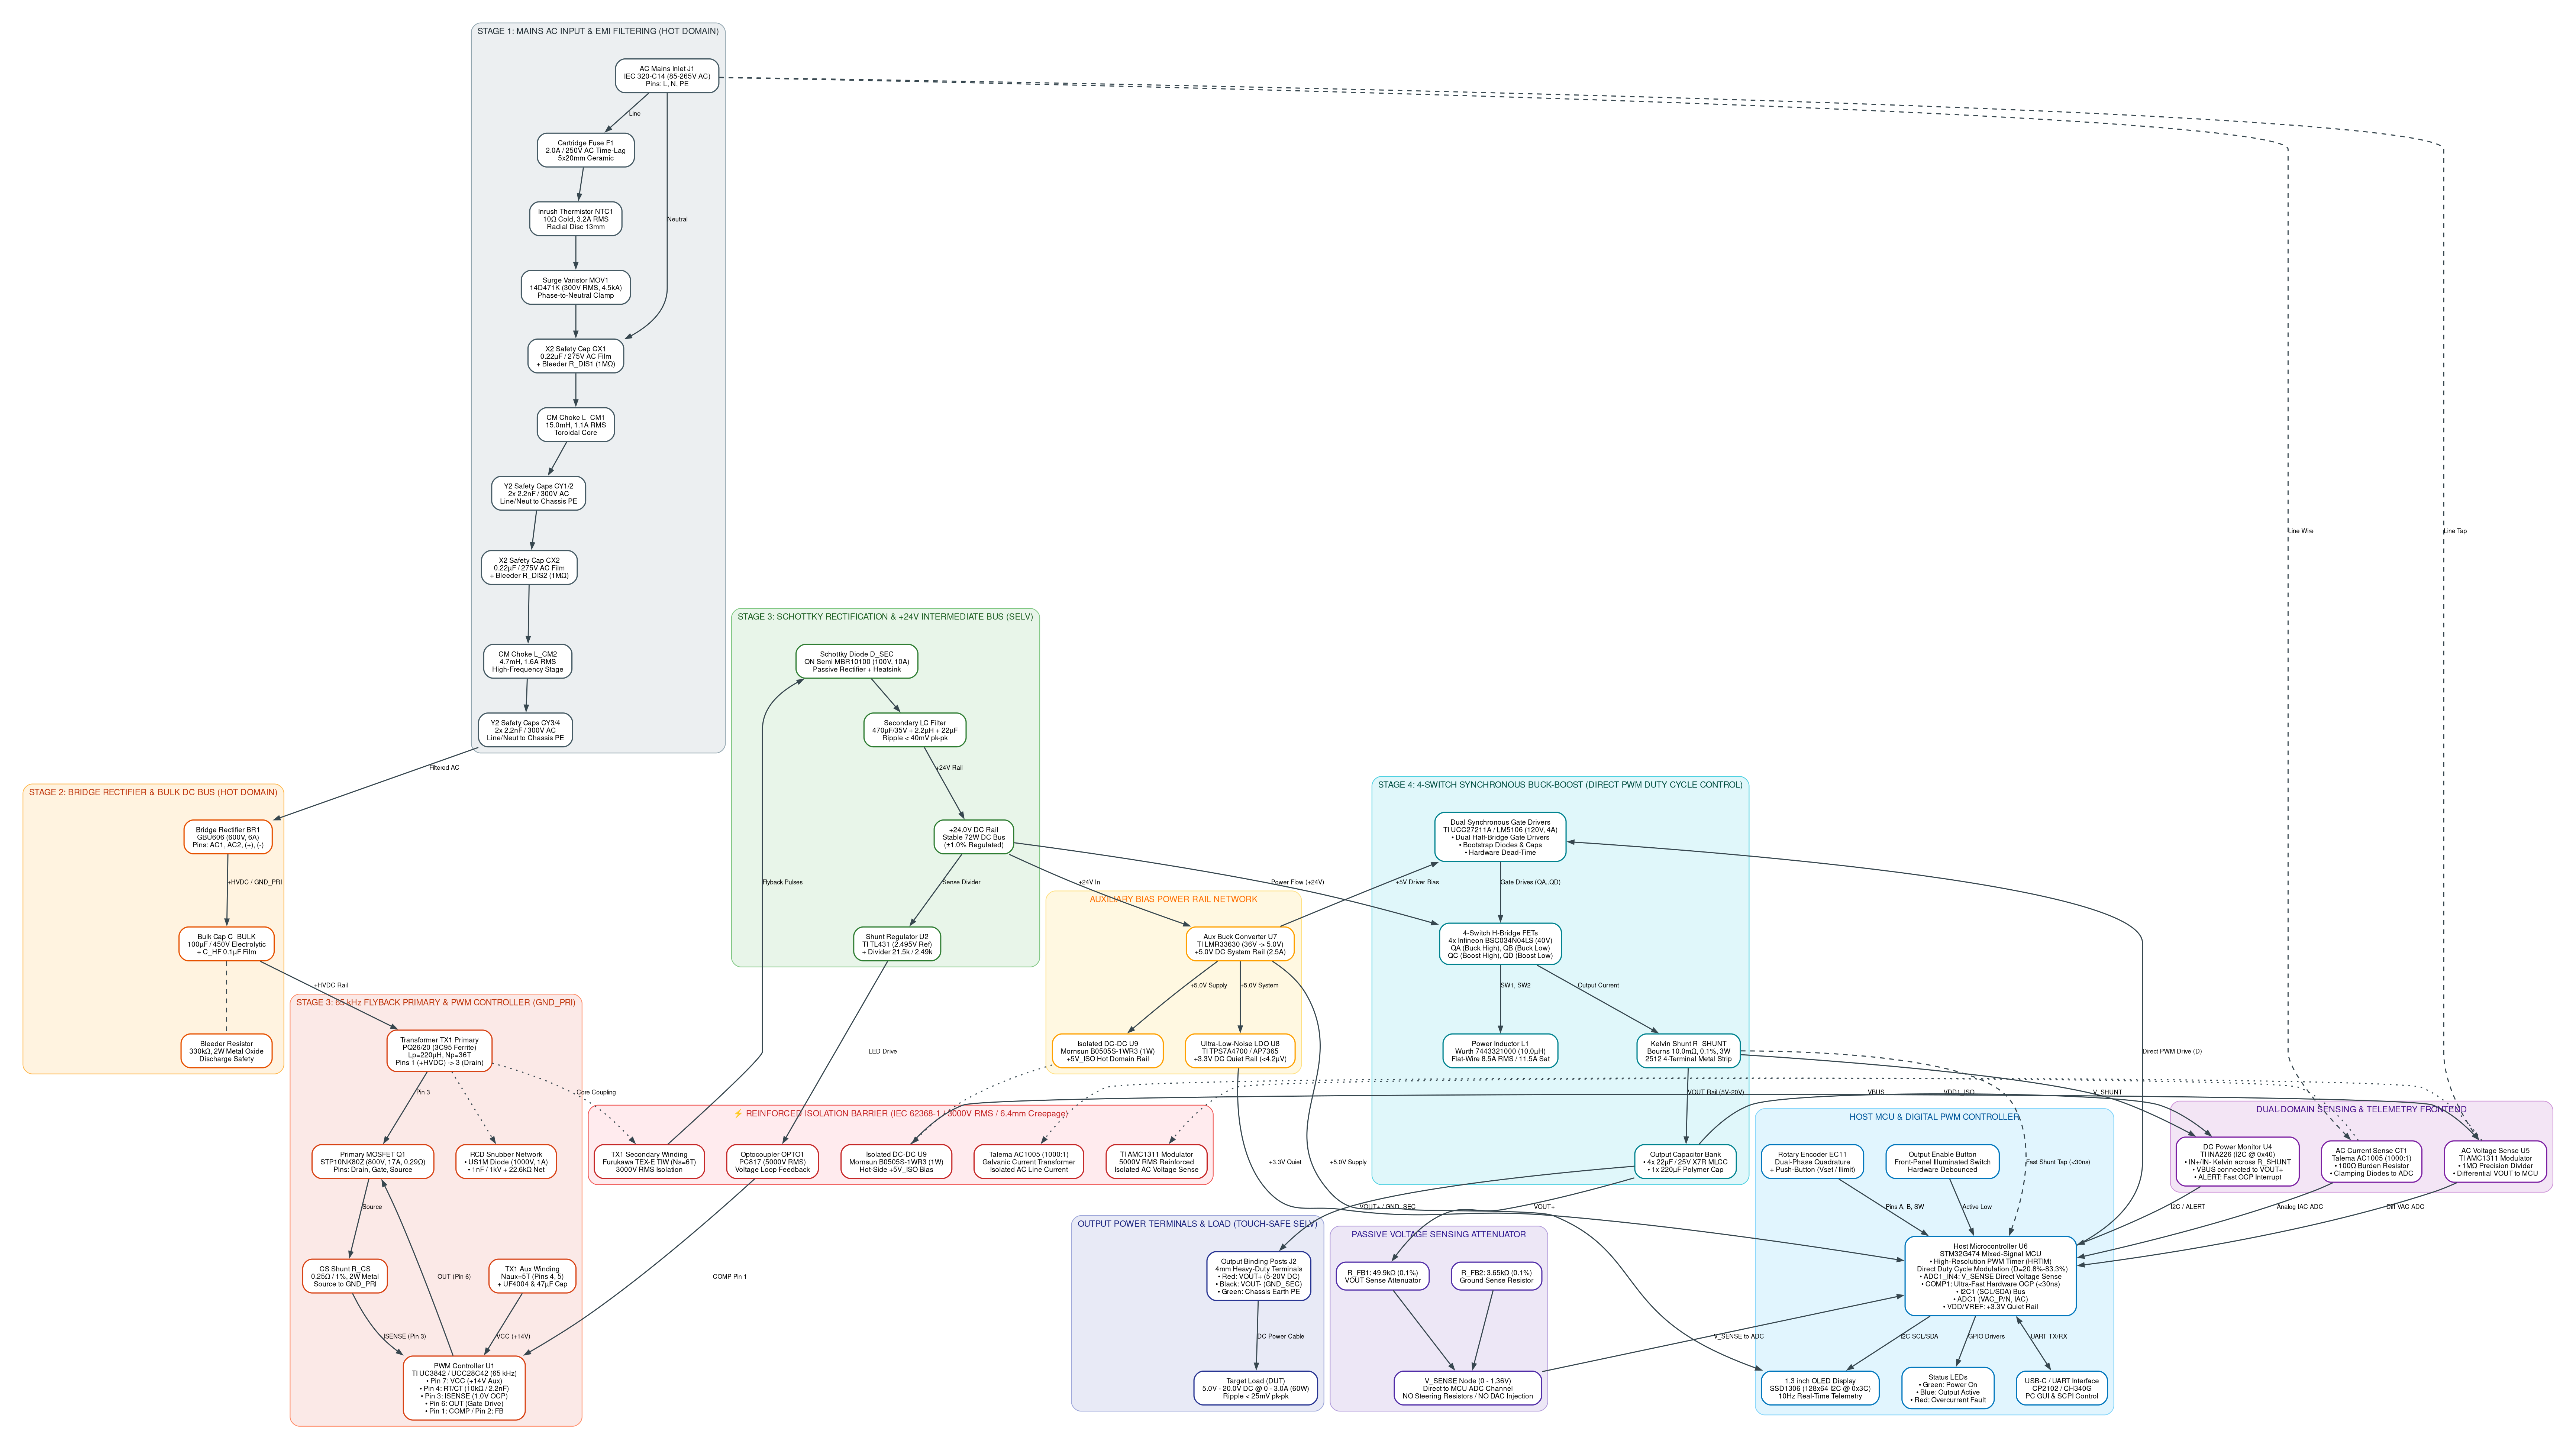 STAGE 1: MAINS AC INPUT & EMI FILTERING (HOT DOMAIN)
AC Mains Inlet J1
IEC 320-C14 (85-265V AC)
Pins: L, N, PE
Line
Cartridge Fuse F1
2.0A / 250V AC Time-Lag
5x20mm Ceramic
Inrush Thermistor NTC1
10Ω Cold, 3.2A RMS
Radial Disc 13mm
Neutral
Surge Varistor MOV1
14D471K (300V RMS, 4.5kA)
Phase-to-Neutral Clamp
X2 Safety Cap CX1
0.22µF / 275V AC Film
+ Bleeder R_DIS1 (1MΩ)
CM Choke L_CM1
15.0mH, 1.1A RMS
Toroidal Core
Y2 Safety Caps CY1/2
2x 2.2nF / 300V AC
Line/Neut to Chassis PE
X2 Safety Cap CX2
0.22µF / 275V AC Film
+ Bleeder R_DIS2 (1MΩ)
CM Choke L_CM2
4.7mH, 1.6A RMS
High-Frequency Stage
Y2 Safety Caps CY3/4
2x 2.2nF / 300V AC
Line/Neut to Chassis PE
Filtered AC
Line Wire
Line Tap
STAGE 2: BRIDGE RECTIFIER & BULK DC BUS (HOT DOMAIN)
Bridge Rectifier BR1
GBU606 (600V, 6A)
Pins: AC1, AC2, (+), (-)
+HVDC / GND_PRI
Bulk Cap C_BULK
100µF / 450V Electrolytic
+ C_HF 0.1µF Film
+HVDC Rail
Bleeder Resistor
330kΩ, 2W Metal Oxide
Discharge Safety
STAGE 3: 65 kHz FLYBACK PRIMARY & PWM CONTROLLER (GND_PRI)
Transformer TX1 Primary
PQ26/20 (3C95 Ferrite)
Lp=220µH, Np=36T
Pins 1 (+HVDC) -> 3 (Drain)
Pin 3
Core Coupling
Primary MOSFET Q1
STP10NK80Z (800V, 17A, 0.29Ω)
Pins: Drain, Gate, Source
RCD Snubber Network
• US1M Diode (1000V, 1A)
• 1nF / 1kV + 22.6kΩ Net
Source
CS Shunt R_CS
0.25Ω / 1%, 2W Metal
Source to GND_PRI
OUT (Pin 6)
TX1 Aux Winding
Naux=5T (Pins 4, 5)
+ UF4004 & 47µF Cap
ISENSE (Pin 3)
VCC (+14V)
PWM Controller U1
TI UC3842 / UCC28C42 (65 kHz)
• Pin 7: VCC (+14V Aux)
• Pin 4: RT/CT (10kΩ / 2.2nF)
• Pin 3: ISENSE (1.0V OCP)
• Pin 6: OUT (Gate Drive)
• Pin 1: COMP / Pin 2: FB
STAGE 3: SCHOTTKY RECTIFICATION & +24V INTERMEDIATE BUS (SELV)
Schottky Diode D_SEC
ON Semi MBR10100 (100V, 10A)
Passive Rectifier + Heatsink
Secondary LC Filter
470µF/35V + 2.2µH + 22µF
Ripple < 40mV pk-pk
+24V Rail
+24.0V DC Rail
Stable 72W DC Bus
(±1.0% Regulated)
Flyback Pulses
Sense Divider
Shunt Regulator U2
TI TL431 (2.495V Ref)
+ Divider 21.5k / 2.49k
LED Drive
COMP Pin 1
+24V In
Power Flow (+24V)
AUXILIARY BIAS POWER RAIL NETWORK
Aux Buck Converter U7
TI LMR33630 (36V -> 5.0V)
+5.0V DC System Rail (2.5A)
+5V Driver Bias
+5.0V Supply
+5.0V System
Isolated DC-DC U9
Mornsun B0505S-1WR3 (1W)
+5V_ISO Hot Domain Rail
Ultra-Low-Noise LDO U8
TI TPS7A4700 / AP7365
+3.3V DC Quiet Rail (<4.2µV)
+3.3V Quiet
+5.0V Supply
⚡ REINFORCED ISOLATION BARRIER (IEC 62368-1 / 3000V RMS / 6.4mm Creepage)
TX1 Secondary Winding
Furukawa TEX-E TIW (Ns=6T)
3000V RMS Isolation
Optocoupler OPTO1
PC817 (5000V RMS)
Voltage Loop Feedback
Isolated DC-DC U9
Mornsun B0505S-1WR3 (1W)
Hot-Side +5V_ISO Bias
Talema AC1005 (1000:1)
Galvanic Current Transformer
Isolated AC Line Current
TI AMC1311 Modulator
5000V RMS Reinforced
Isolated AC Voltage Sense
STAGE 4: 4-SWITCH SYNCHRONOUS BUCK-BOOST (DIRECT PWM DUTY CYCLE CONTROL)
Dual Synchronous Gate Drivers
TI UCC27211A / LM5106 (120V, 4A)
• Dual Half-Bridge Gate Drivers
• Bootstrap Diodes & Caps
• Hardware Dead-Time
Gate Drives (QA..QD)
4-Switch H-Bridge FETs
4x Infineon BSC034N04LS (40V)
QA (Buck High), QB (Buck Low)
QC (Boost High), QD (Boost Low)
SW1, SW2
Output Current
Power Inductor L1
Wurth 7443321000 (10.0µH)
Flat-Wire 8.5A RMS / 11.5A Sat
Kelvin Shunt R_SHUNT
Bourns 10.0mΩ, 0.1%, 3W
2512 4-Terminal Metal Strip
VOUT Rail (5V-20V)
Output Capacitor Bank
• 4x 22µF / 25V X7R MLCC
• 1x 220µF Polymer Cap
Direct PWM Drive (D)
VBUS
VDD1_ISO
V_SHUNT
VOUT+ / GND_SEC
VOUT+
OUTPUT POWER TERMINALS & LOAD (TOUCH-SAFE SELV)
Output Binding Posts J2
4mm Heavy-Duty Terminals
• Red: VOUT+ (5-20V DC)
• Black: VOUT- (GND_SEC)
• Green: Chassis Earth PE
DC Power Cable
Target Load (DUT)
5.0V - 20.0V DC @ 0 - 3.0A (60W)
Ripple < 25mV pk-pk
PASSIVE VOLTAGE SENSING ATTENUATOR
R_FB1: 49.9kΩ (0.1%)
VOUT Sense Attenuator
R_FB2: 3.65kΩ (0.1%)
Ground Sense Resistor
V_SENSE Node (0 - 1.36V)
Direct to MCU ADC Channel
NO Steering Resistors / NO DAC Injection
V_SENSE to ADC
HOST MCU & DIGITAL PWM CONTROLLER
Rotary Encoder EC11
Dual-Phase Quadrature
+ Push-Button (Vset / Ilimit)
Output Enable Button
Front-Panel Illuminated Switch
Hardware Debounced
Fast Shunt Tap (<30ns)
Pins A, B, SW
Active Low
Host Microcontroller U6
STM32G474 Mixed-Signal MCU
• High-Resolution PWM Timer (HRTIM)
Direct Duty Cycle Modulation (D=20.8%-83.3%)
• ADC1_IN4: V_SENSE Direct Voltage Sense
• COMP1: Ultra-Fast Hardware OCP (<30ns)
• I2C1 (SCL/SDA) Bus
• ADC1 (VAC_P/N, IAC)
• VDD/VREF: +3.3V Quiet Rail
I2C SCL/SDA
GPIO Drivers
UART TX/RX
1.3 inch OLED Display
SSD1306 (128x64 I2C @ 0x3C)
10Hz Real-Time Telemetry
Status LEDs
• Green: Power On
• Blue: Output Active
• Red: Overcurrent Fault
USB-C / UART Interface
CP2102 / CH340G
PC GUI & SCPI Control
DUAL-DOMAIN SENSING & TELEMETRY FRONTEND
DC Power Monitor U4
TI INA226 (I2C @ 0x40)
• IN+/IN- Kelvin across R_SHUNT
• VBUS connected to VOUT+
• ALERT: Fast OCP Interrupt
AC Current Sense CT1
Talema AC1005 (1000:1)
• 100Ω Burden Resistor
• Clamping Diodes to ADC
AC Voltage Sense U5
TI AMC1311 Modulator
• 1MΩ Precision Divider
• Differential VOUT to MCU
I2C / ALERT
Analog IAC ADC
Diff VAC ADC